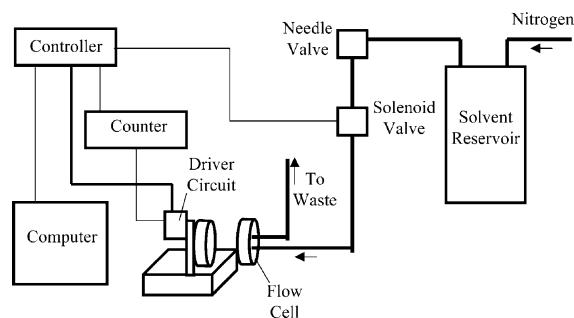 Nitrogen
Needle
Valve
Controller
Solenoid
Valve
Solvent
Reservoir
Counter
Driver
Circuit
To
Waste
Computer
Flow
Cell